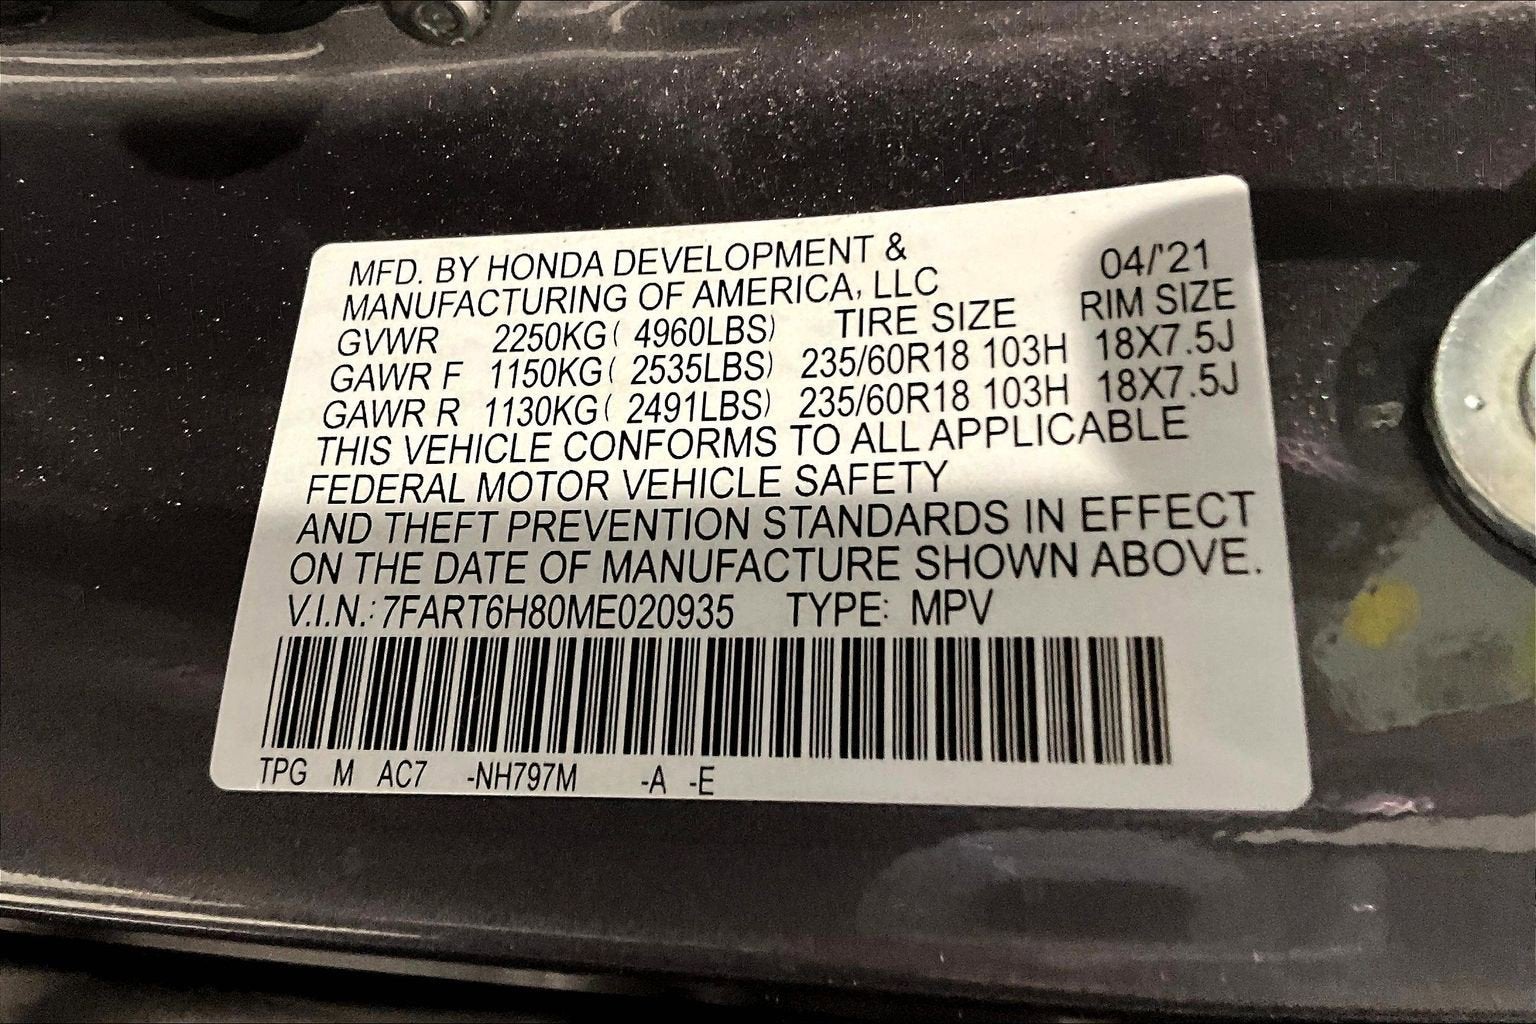 MFD. BY HONDA DEVELOPMENT &
MANUFACTURING OF AMERICA, LLC 04/'21
GVWR 2250KG( 4960LBS) TIRE SIZE RIM SIZE
GAWR F 1150KG( 2535LBS) 235/60R18 103H 18X7.5J
GAWR R 1130KG( 2491LBS) 235/60R18 103H 18X7.5J
THIS VEHICLE CONFORMS TO ALL APPLICABLE
FEDERAL MOTOR VEHICLE SAFETY
AND THEFT PREVENTION STANDARDS IN EFFECT
ON THE DATE OF MANUFACTURE SHOWN ABOVE.
V.I.N.: 7FART6H80ME020935 TYPE: MPV
TPG M AC7 -NH797M -A -E